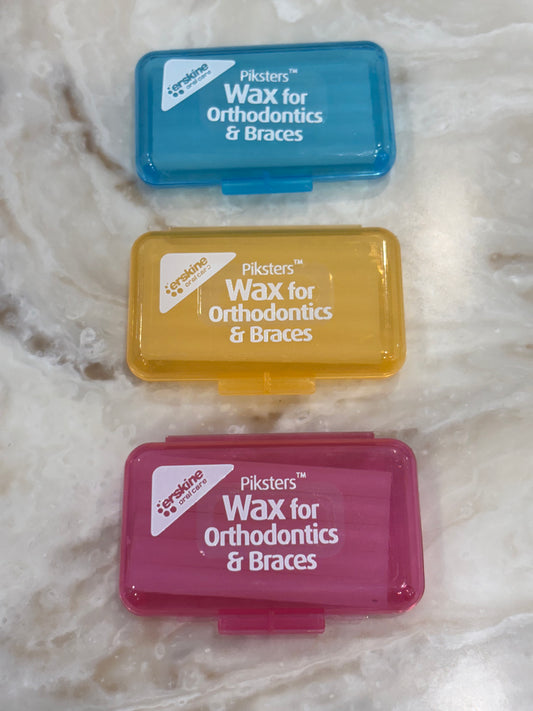 erskine
oral care
Piksters™
Wax for
Orthodontics
& Braces
erskine
oral care
Piksters™
Wax for
Orthodontics
& Braces
erskine
oral care
Piksters™
Wax for
Orthodontics
& Braces